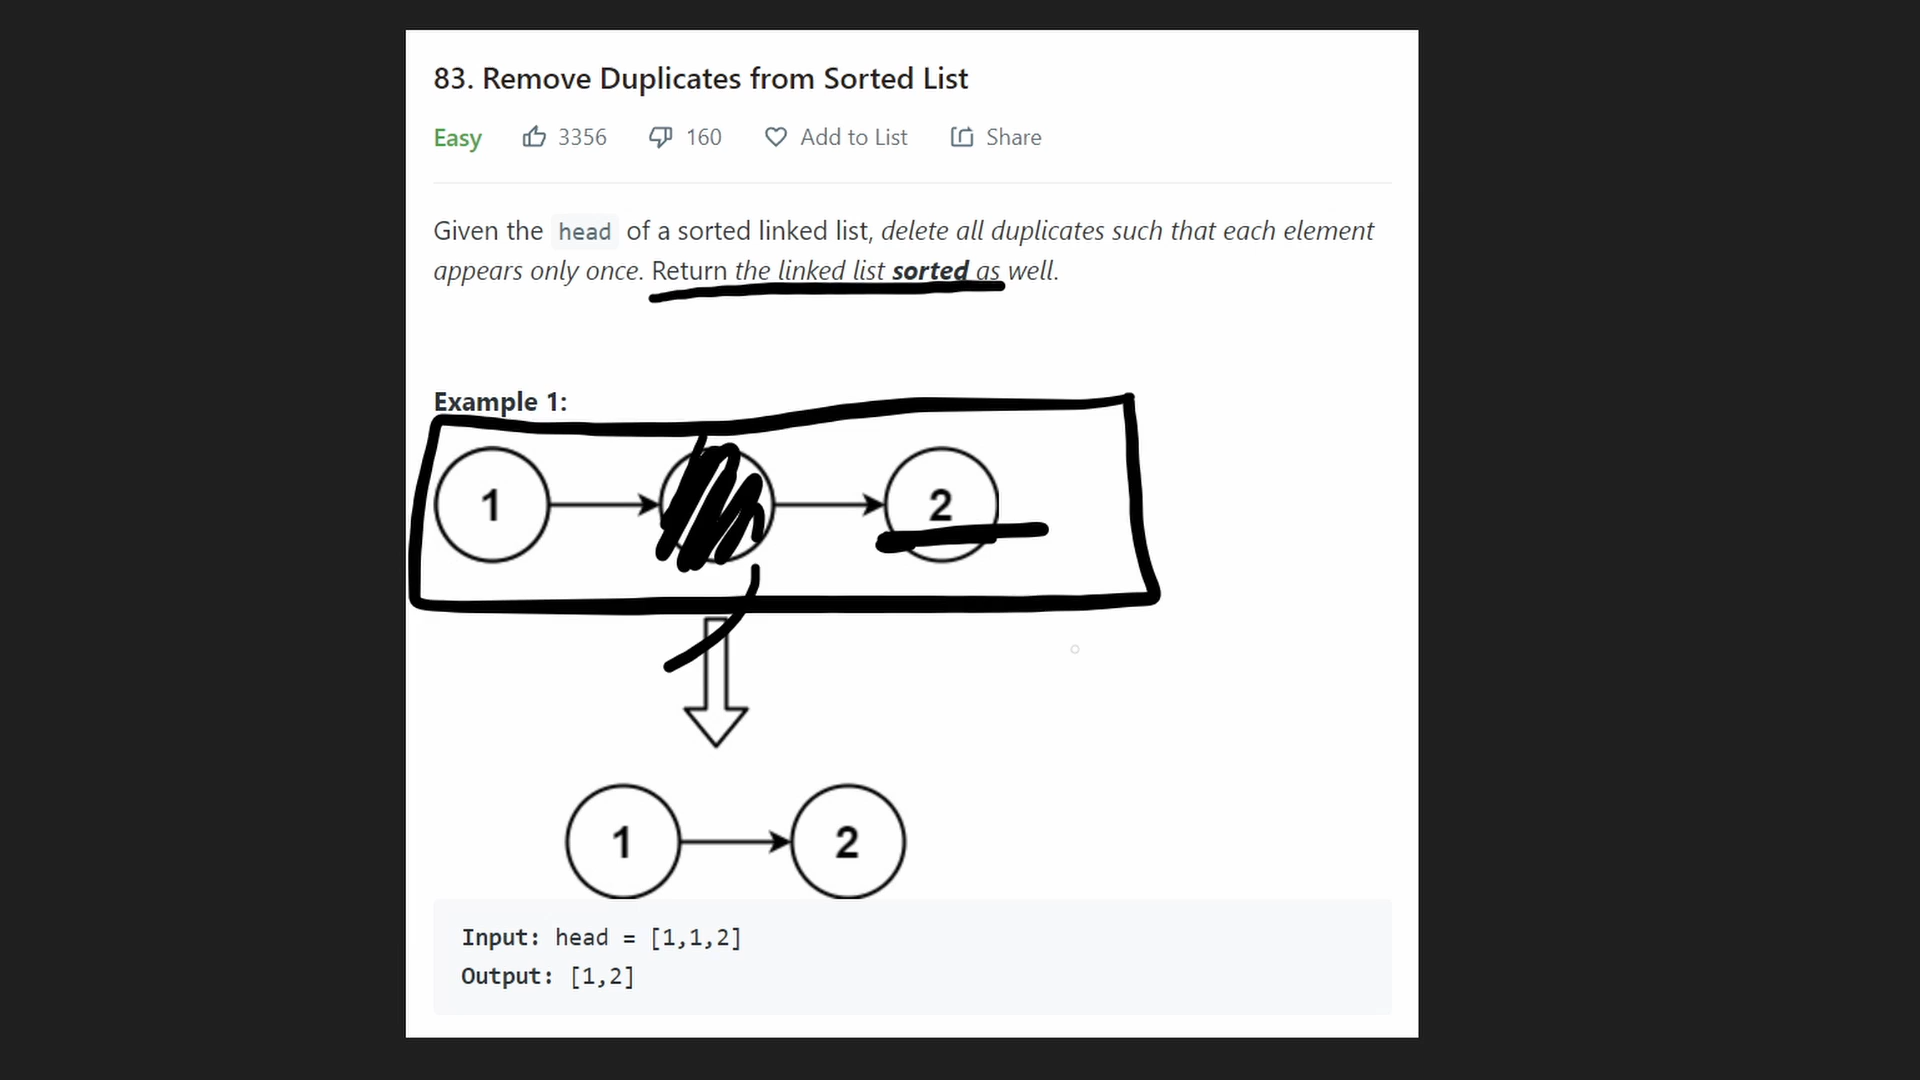 83. Remove Duplicates from Sorted List
Easy 3356 160 Add to List Share
Given the head of a sorted linked list, delete all duplicates such that each element
appears only once. Return the linked list sorted as well.
Example 1:
1 2
1 2
Input: head = [1,1,2]
Output: [1,2]